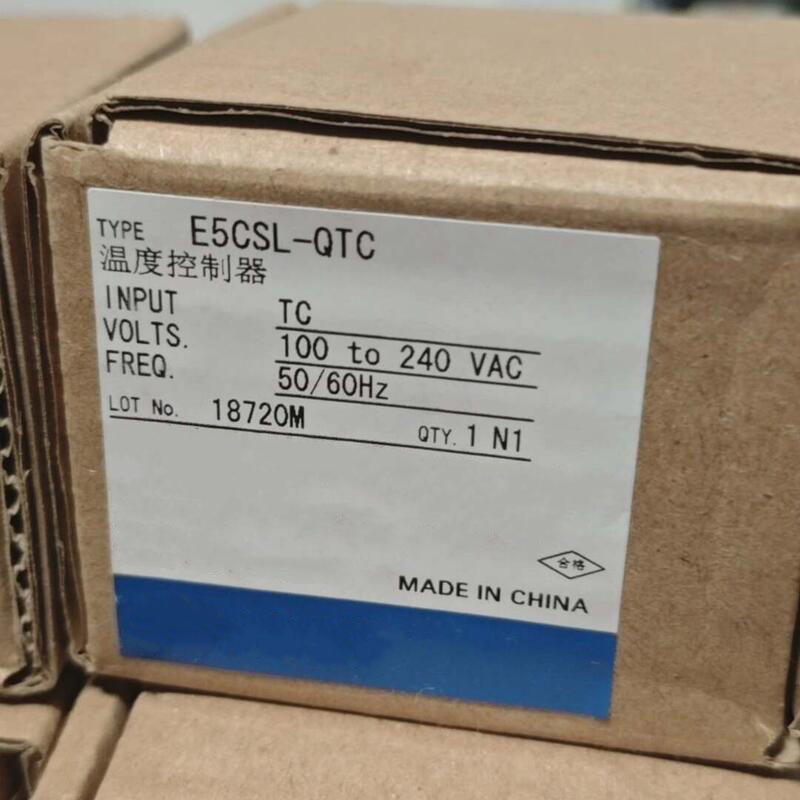 TYPE E5CSL-QTC
温度控制器
INPUT TC
VOLTS. 100 to 240 VAC
FREQ. 50/60Hz
LOT No. 18720M QTY. 1 N1
合格
MADE IN CHINA